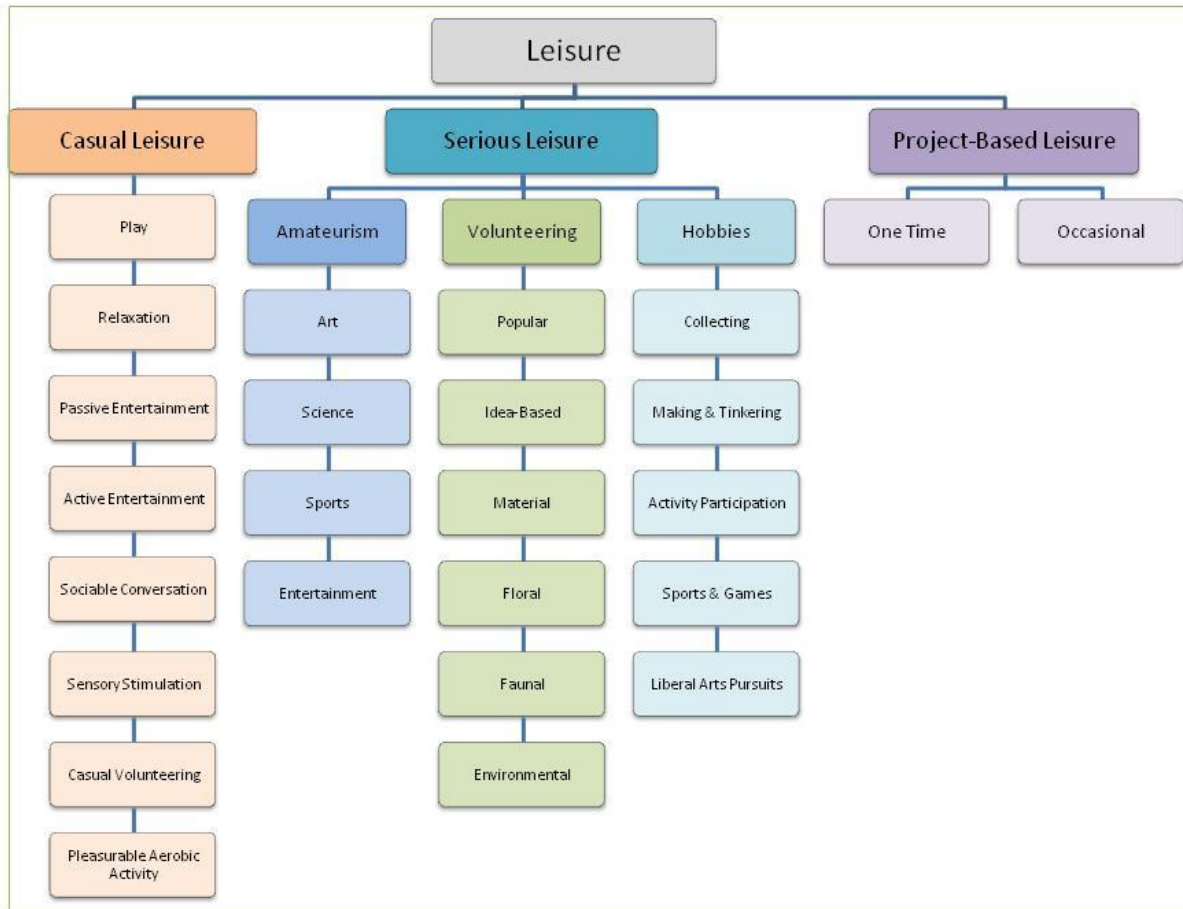 Leisure
Casual Leisure
Serious Leisure
Project-Based Leisure
Play
Relaxation
Passive Entertainment
Active Entertainment
Sociable Conversation
Sensory Stimulation
Casual Volunteering
Pleasurable Aerobic
Activity
Amateurism
Art
Science
Sports
Entertainment
Volunteering
Popular
Idea-Based
Material
Floral
Faunal
Environmental
Hobbies
Collecting
Making & Tinkering
Activity Participation
Sports & Games
Liberal Arts Pursuits
One Time
Occasional